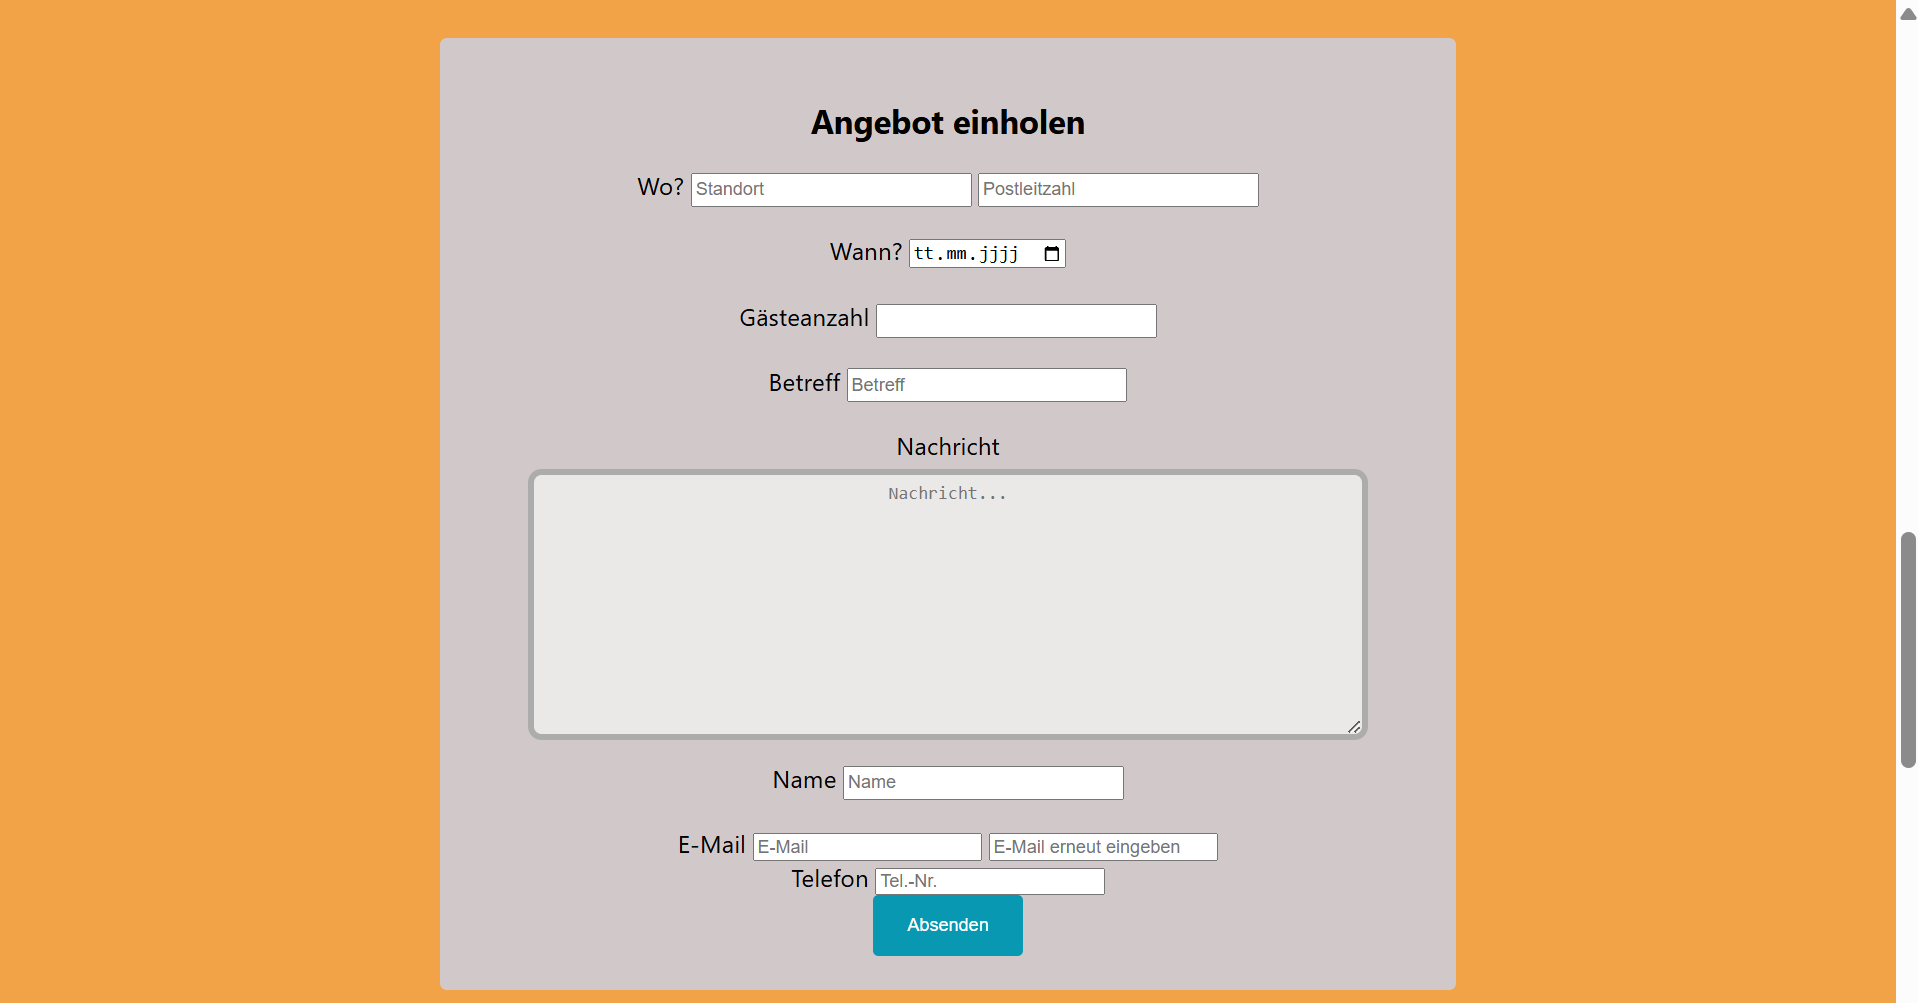 Angebot einholen
Wo? Standort Postleitzahl
Wann? tt.mm.jjjj
Gästeanzahl
Betreff Betreff
Nachricht
Nachricht...
Name Name
E-Mail E-Mail E-Mail erneut eingeben
Telefon Tel.-Nr.
Absenden